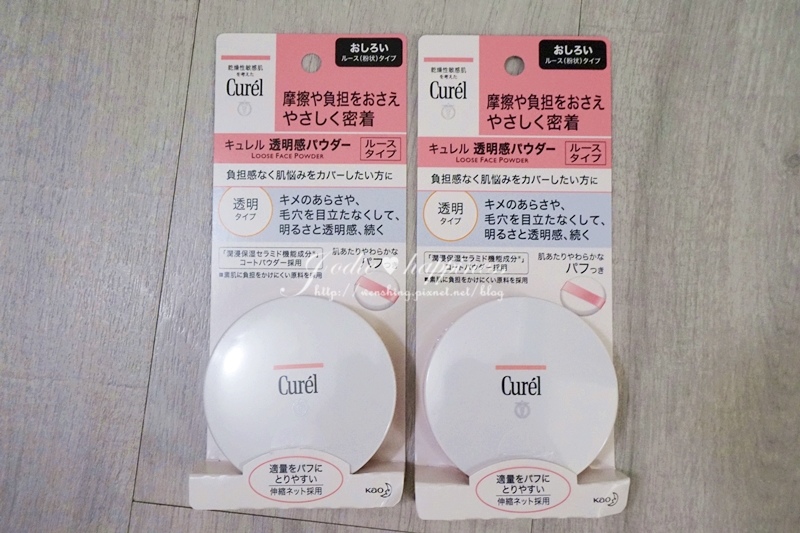 おしろい
ルース(粉状)タイプ
乾燥性敏感肌
を考えた
Curél
摩擦や負担をおさえ
やさしく密着
キュレル 透明感パウダー
LOOSE FACE POWDER
ルース
タイプ
負担感なく肌悩みをカバーしたい方に
透明
タイプ
キメのあらさや、
毛穴を目立たなくして、
明るさと透明感、続く
「潤浸保湿セラミド機能成分」
コートパウダー採用
■素肌に負担をかけにくい原料を採用
肌あたりやわらかな
パフ
Curél
適量をパフに
とりやすい
伸縮ネット採用
Kao
おしろい
ルース(粉状)タイプ
乾燥性敏感肌
を考えた
Curél
摩擦や負担をおさえ
やさしく密着
キュレル 透明感パウダー
LOOSE FACE POWDER
ルース
タイプ
負担感なく肌悩みをカバーしたい方に
透明
タイプ
キメのあらさや、
毛穴を目立たなくして、
明るさと透明感、続く
「潤浸保湿セラミド機能成分」
コートパウダー採用
■素肌に負担をかけにくい原料を採用
肌あたりやわらかな
パフつき
Curél
適量をパフに
とりやすい
伸縮ネット採用
Kao
http://winshing.pixnet.net/blog